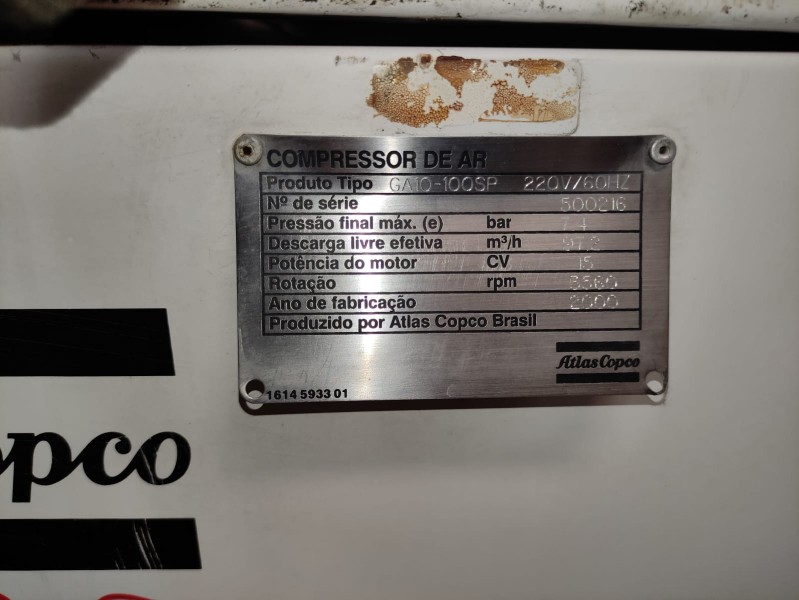 COMPRESSOR DE AR
Produto Tipo GA10-100SP 220V/60HZ
Nº de série 500216
Pressão final máx. (e) bar 7.4
Descarga livre efetiva m³/h
Potência do motor CV 15
Rotação rpm 3560
Ano de fabricação 2000
Produzido por Atlas Copco Brasil
Atlas Copco
1614 5933 01
opco